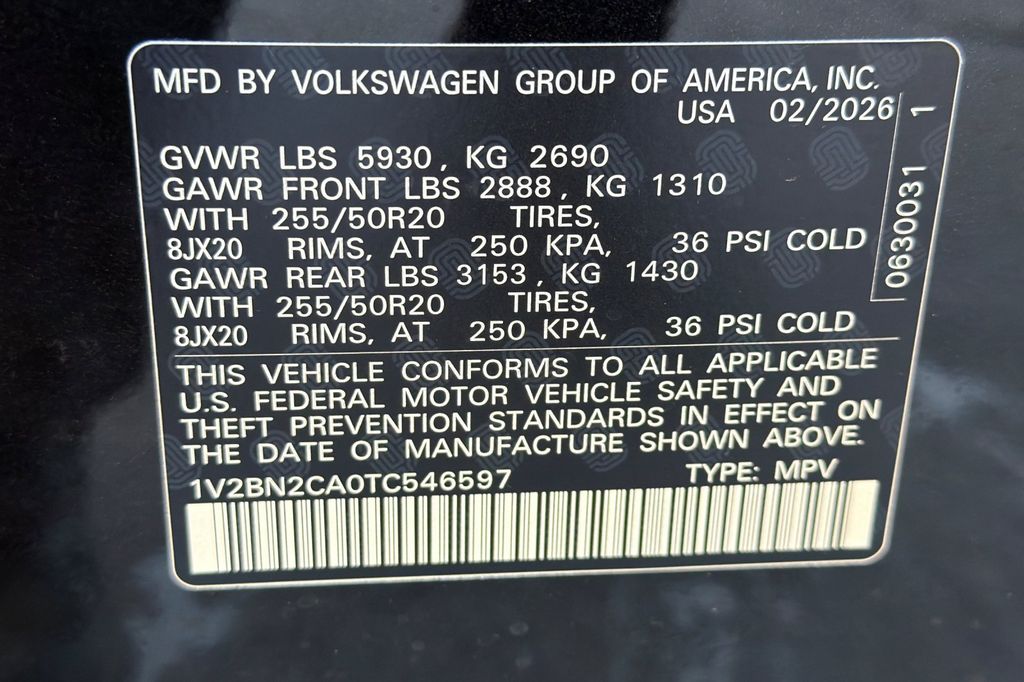 MFD BY VOLKSWAGEN GROUP OF AMERICA, INC.
USA 02/2026
GVWR LBS 5930, KG 2690
GAWR FRONT LBS 2888, KG 1310
WITH 255/50R20 TIRES,
8JX20 RIMS, AT 250 KPA, 36 PSI COLD
GAWR REAR LBS 3153, KG 1430
WITH 255/50R20 TIRES,
8JX20 RIMS, AT 250 KPA, 36 PSI COLD
THIS VEHICLE CONFORMS TO ALL APPLICABLE
U.S. FEDERAL MOTOR VEHICLE SAFETY AND
THEFT PREVENTION STANDARDS IN EFFECT ON
THE DATE OF MANUFACTURE SHOWN ABOVE.
1V2BN2CA0TC546597 TYPE: MPV
0630031 1